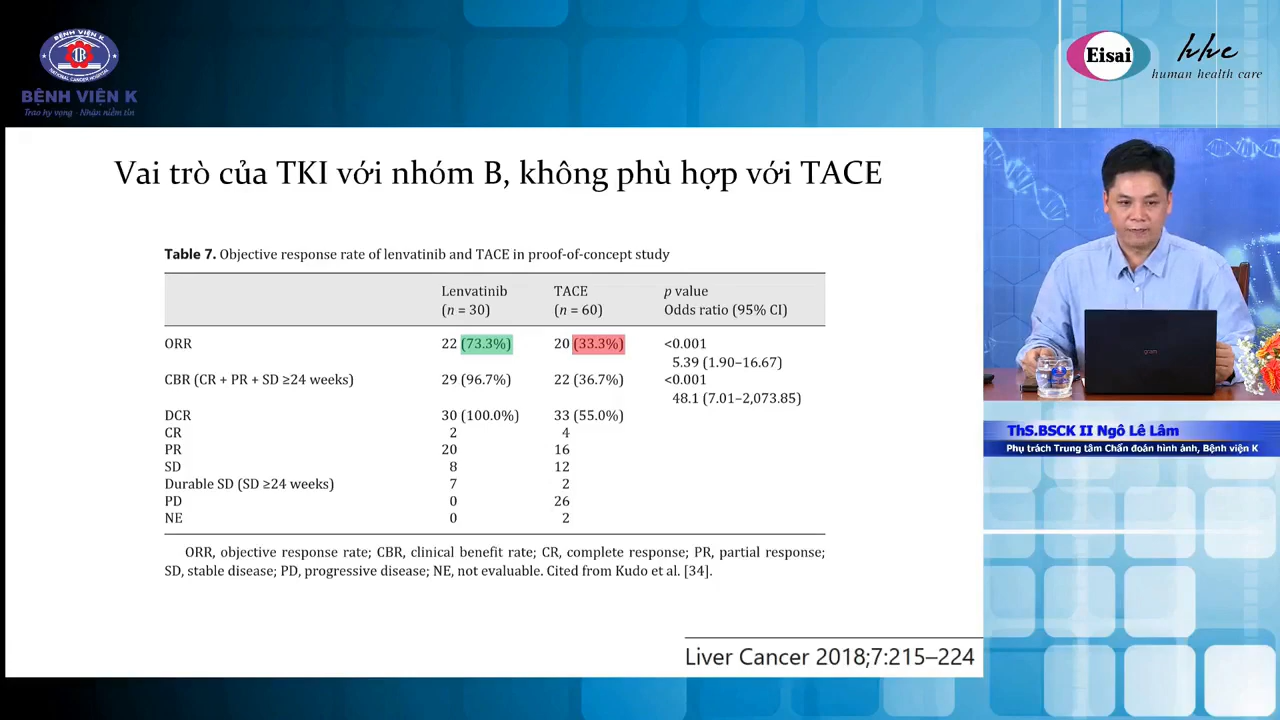 BỆNH VIỆN K
NATIONAL CANCER HOSPITAL
BỆNH VIỆN K
Trao hy vọng - Nhận niềm tin
Eisai
hhc
human health care
Vai trò của TKI với nhóm B, không phù hợp với TACE
Table 7. Objective response rate of lenvatinib and TACE in proof-of-concept study
Lenvatinib TACE p value
(n = 30) (n = 60) Odds ratio (95% CI)
ORR 22 (73.3%) 20 (33.3%) <0.001
5.39 (1.90–16.67)
CBR (CR + PR + SD ≥24 weeks) 29 (96.7%) 22 (36.7%) <0.001
48.1 (7.01–2,073.85)
DCR 30 (100.0%) 33 (55.0%)
CR 2 4
PR 20 16
SD 8 12
Durable SD (SD ≥24 weeks) 7 2
PD 0 26
NE 0 2
ORR, objective response rate; CBR, clinical benefit rate; CR, complete response; PR, partial response;
SD, stable disease; PD, progressive disease; NE, not evaluable. Cited from Kudo et al. [34].
Liver Cancer 2018;7:215–224
gram
ThS.BSCK II Ngô Lê Lâm
Phụ trách Trung tâm Chẩn đoán hình ảnh, Bệnh viện K